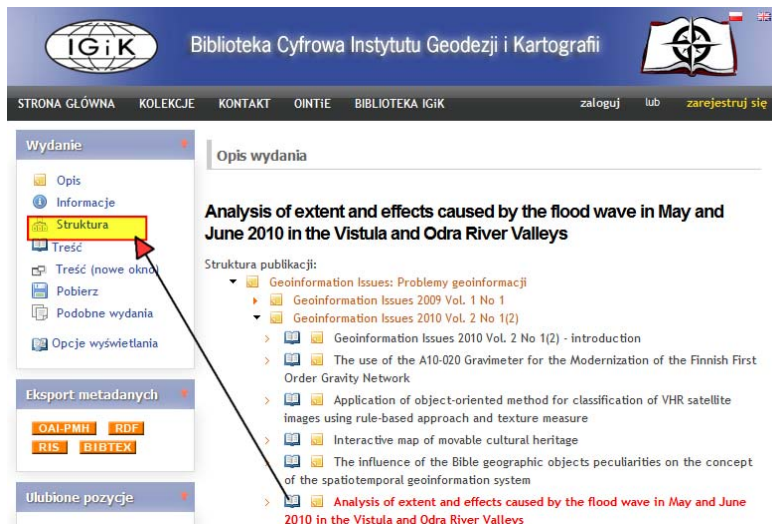 IGiK
Biblioteka Cyfrowa Instytutu Geodezji i Kartografii
STRONA GŁÓWNA KOLEKCJE KONTAKT OINTiE BIBLIOTEKA IGiK zaloguj lub zarejestruj się
Wydanie
Opis
Informacje
Struktura
Treść
Treść (nowe okno)
Pobierz
Podobne wydania
Opcje wyświetlania
Eksport metadanych
OAI-PMH RDF
RIS BIBTEX
Ulubione pozycje
Opis wydania
Analysis of extent and effects caused by the flood wave in May and
June 2010 in the Vistula and Odra River Valleys
Struktura publikacji:
Geoinformation Issues: Problemy geoinformacji
Geoinformation Issues 2009 Vol. 1 No 1
Geoinformation Issues 2010 Vol. 2 No 1(2)
Geoinformation Issues 2010 Vol. 2 No 1(2) - introduction
The use of the A10-020 Gravimeter for the Modernization of the Finnish First
Order Gravity Network
Application of object-oriented method for classification of VHR satellite
images using rule-based approach and texture measure
Interactive map of movable cultural heritage
The influence of the Bible geographic objects peculiarities on the concept
of the spatiotemporal geoinformation system
Analysis of extent and effects caused by the flood wave in May and June
2010 in the Vistula and Odra River Valleys